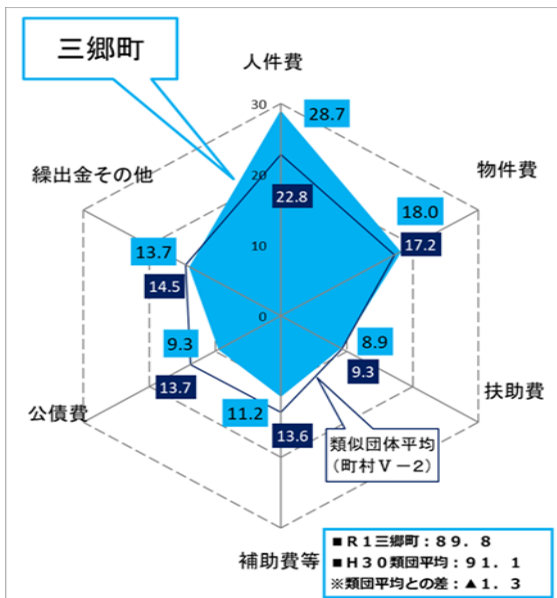 三郷町
人件費
30
28.7
繰出金その他
20
物件費
22.8
18.0
17.2
13.7
14.5
10
0
9.3
13.7
8.9
9.3
公債費
扶助費
11.2
13.6
類似団体平均
(町村Ⅴ－2)
補助費等
■R1三郷町：89.8
■H30類団平均：91.1
※類団平均との差：▲1.3